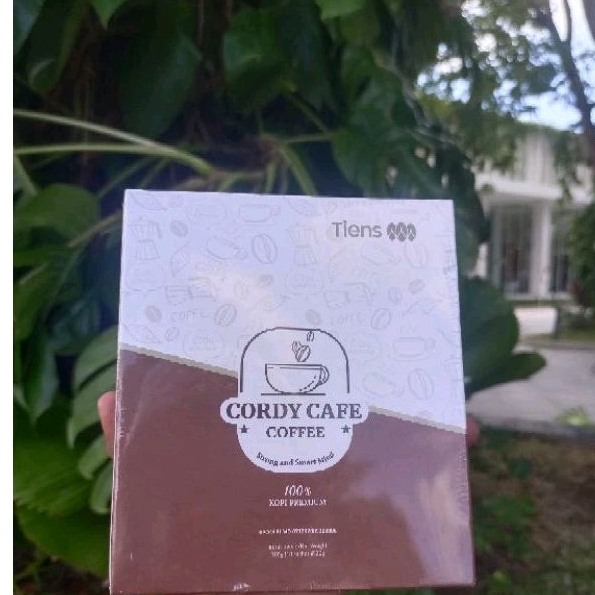 Tiens
CORDY CAFE
COFFEE
Strong and Smart Mind
100%
KOPI PREMIUM